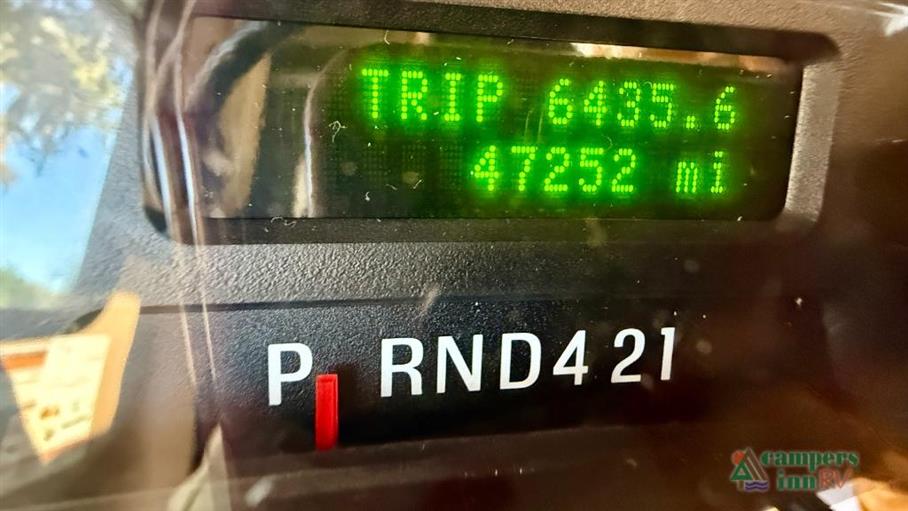 TRIP 6435.6
47252 mi
P RND421
campers
inn RV